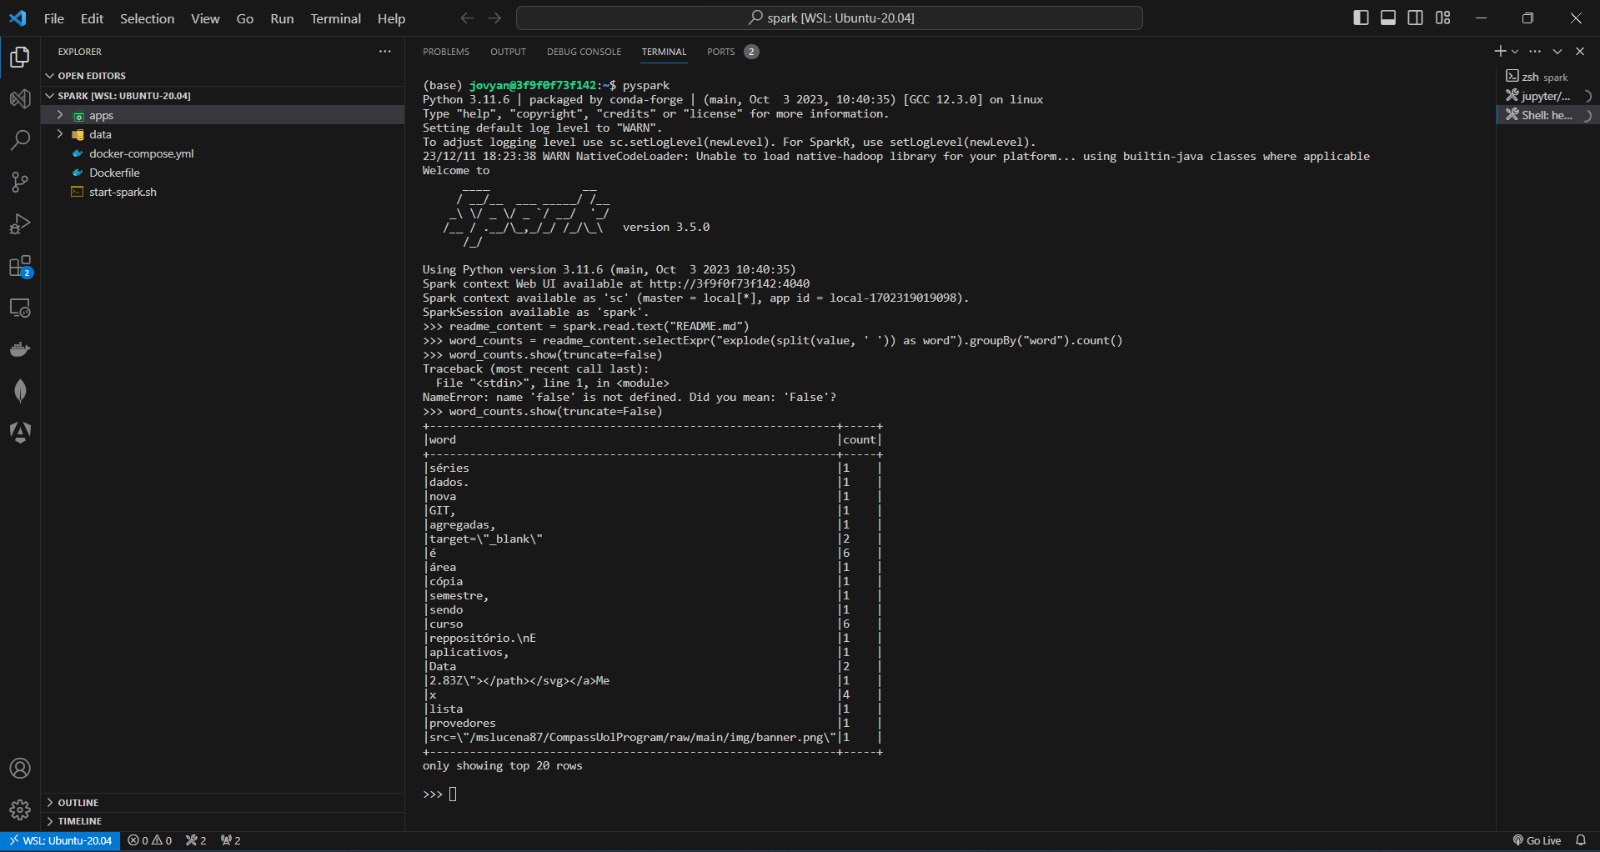 File Edit Selection View Go Run Terminal Help
spark [WSL: Ubuntu-20.04]
EXPLORER
OPEN EDITORS
SPARK [WSL: UBUNTU-20.04]
apps
data
docker-compose.yml
Dockerfile
start-spark.sh
2
OUTLINE
TIMELINE
PROBLEMS OUTPUT DEBUG CONSOLE TERMINAL PORTS 2
(base) jovyan@3f9f0f73f142:~$ pyspark
Python 3.11.6 | packaged by conda-forge | (main, Oct  3 2023, 10:40:35) [GCC 12.3.0] on linux
Type "help", "copyright", "credits" or "license" for more information.
Setting default log level to "WARN".
To adjust logging level use sc.setLogLevel(newLevel). For SparkR, use setLogLevel(newLevel).
23/12/11 18:23:38 WARN NativeCodeLoader: Unable to load native-hadoop library for your platform... using builtin-java classes where applicable
Welcome to
Spark
version 3.5.0
Using Python version 3.11.6 (main, Oct  3 2023 10:40:35)
Spark context Web UI available at http://3f9f0f73f142:4040
Spark context available as 'sc' (master = local[*], app id = local-1702319019098).
SparkSession available as 'spark'.
>>> readme_content = spark.read.text("README.md")
>>> word_counts = readme_content.selectExpr("explode(split(value, ' ')) as word").groupBy("word").count()
>>> word_counts.show(truncate=false)
Traceback (most recent call last):
  File "<stdin>", line 1, in <module>
NameError: name 'false' is not defined. Did you mean: 'False'?
>>> word_counts.show(truncate=False)
+--------------------------------------------------------------+-----+
|word |count|
+--------------------------------------------------------------+-----+
|séries |1 |
|dados. |1 |
|nova |1 |
|GIT, |1 |
|agregadas, |1 |
|target=\"_blank\" |2 |
|é |6 |
|área |1 |
|cópia |1 |
|semestre, |1 |
|sendo |1 |
|curso |6 |
|reppositório.\nE |1 |
|aplicativos, |1 |
|Data |2 |
|2.83Z\"></path></svg></a>Me |1 |
|x |4 |
|lista |1 |
|provedores |1 |
|src=\"/mslucena87/CompassUolProgram/raw/main/img/banner.png\"|1 |
+--------------------------------------------------------------+-----+
only showing top 20 rows
>>>
zsh spark
jupyter/...
Shell: he...
WSL: Ubuntu-20.04 0 0 2 2
Go Live